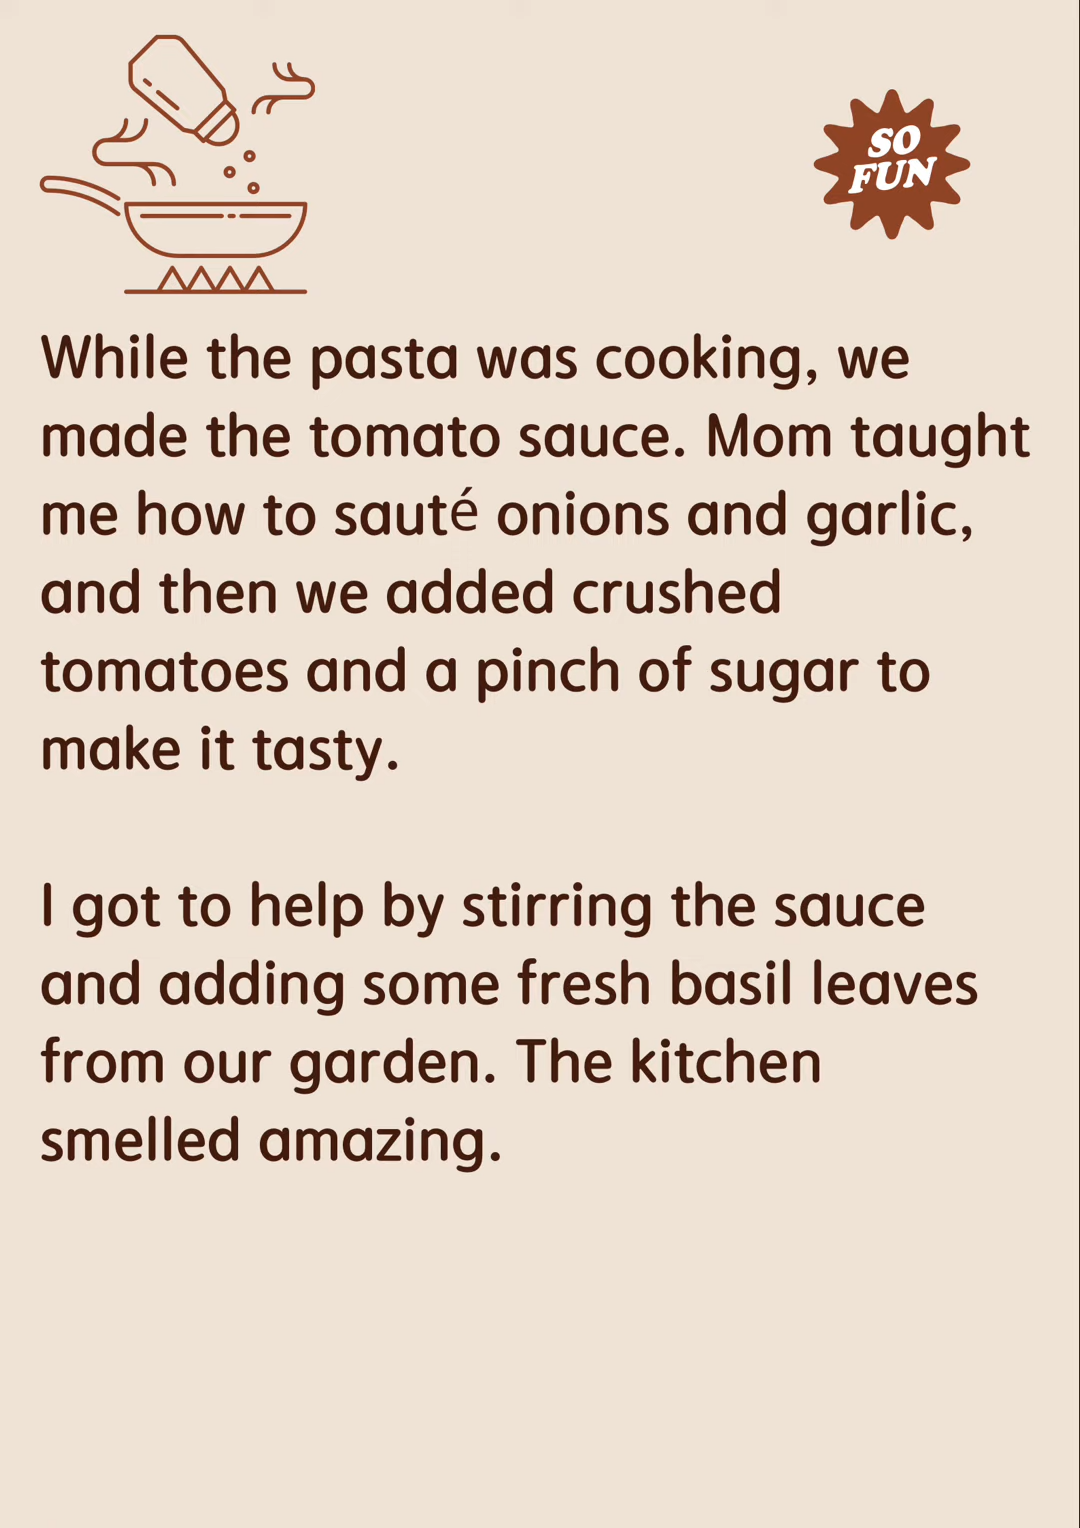 SO
FUN
While the pasta was cooking, we
made the tomato sauce. Mom taught
me how to sauté onions and garlic,
and then we added crushed
tomatoes and a pinch of sugar to
make it tasty.
I got to help by stirring the sauce
and adding some fresh basil leaves
from our garden. The kitchen
smelled amazing.